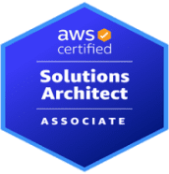 aws
certified
Solutions
Architect
ASSOCIATE